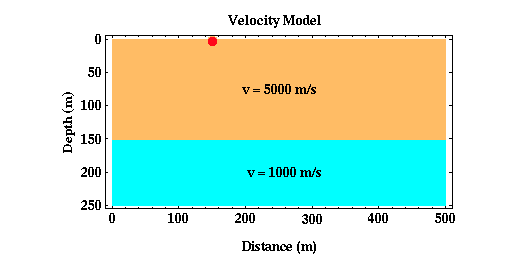 Velocity Model
0
50
v = 5000 m/s
100
Depth (m)
150
v = 1000 m/s
200
250
0 100 200 300 400 500
Distance (m)